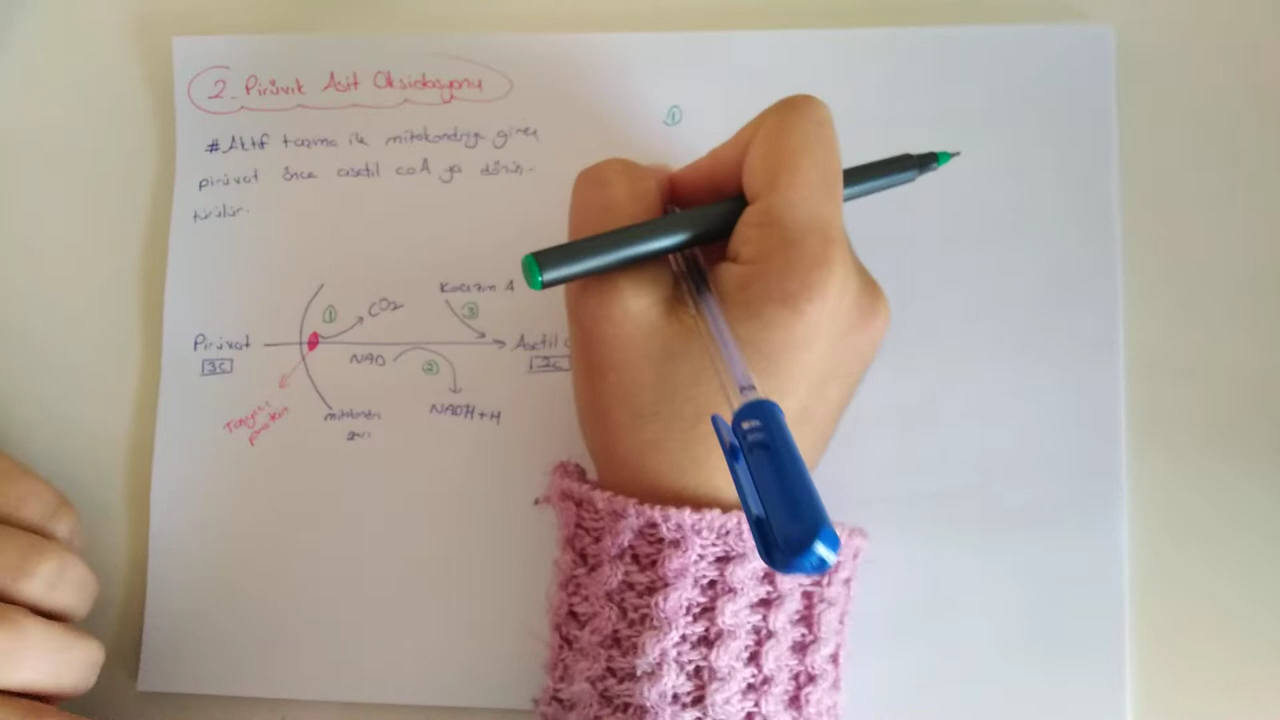 2. Pirüvik Asit Oksidasyonu
#Aktif taşıma ile mitokondriye giren
pirüvat önce asetil coA ya dönüş-
türülür.
①
Koenzim A
① CO2
③
Pirüvat
Asetil
3C
NAD
②
2C
Taşıyıcı
protein
mitokondri
zarı
NADH+H